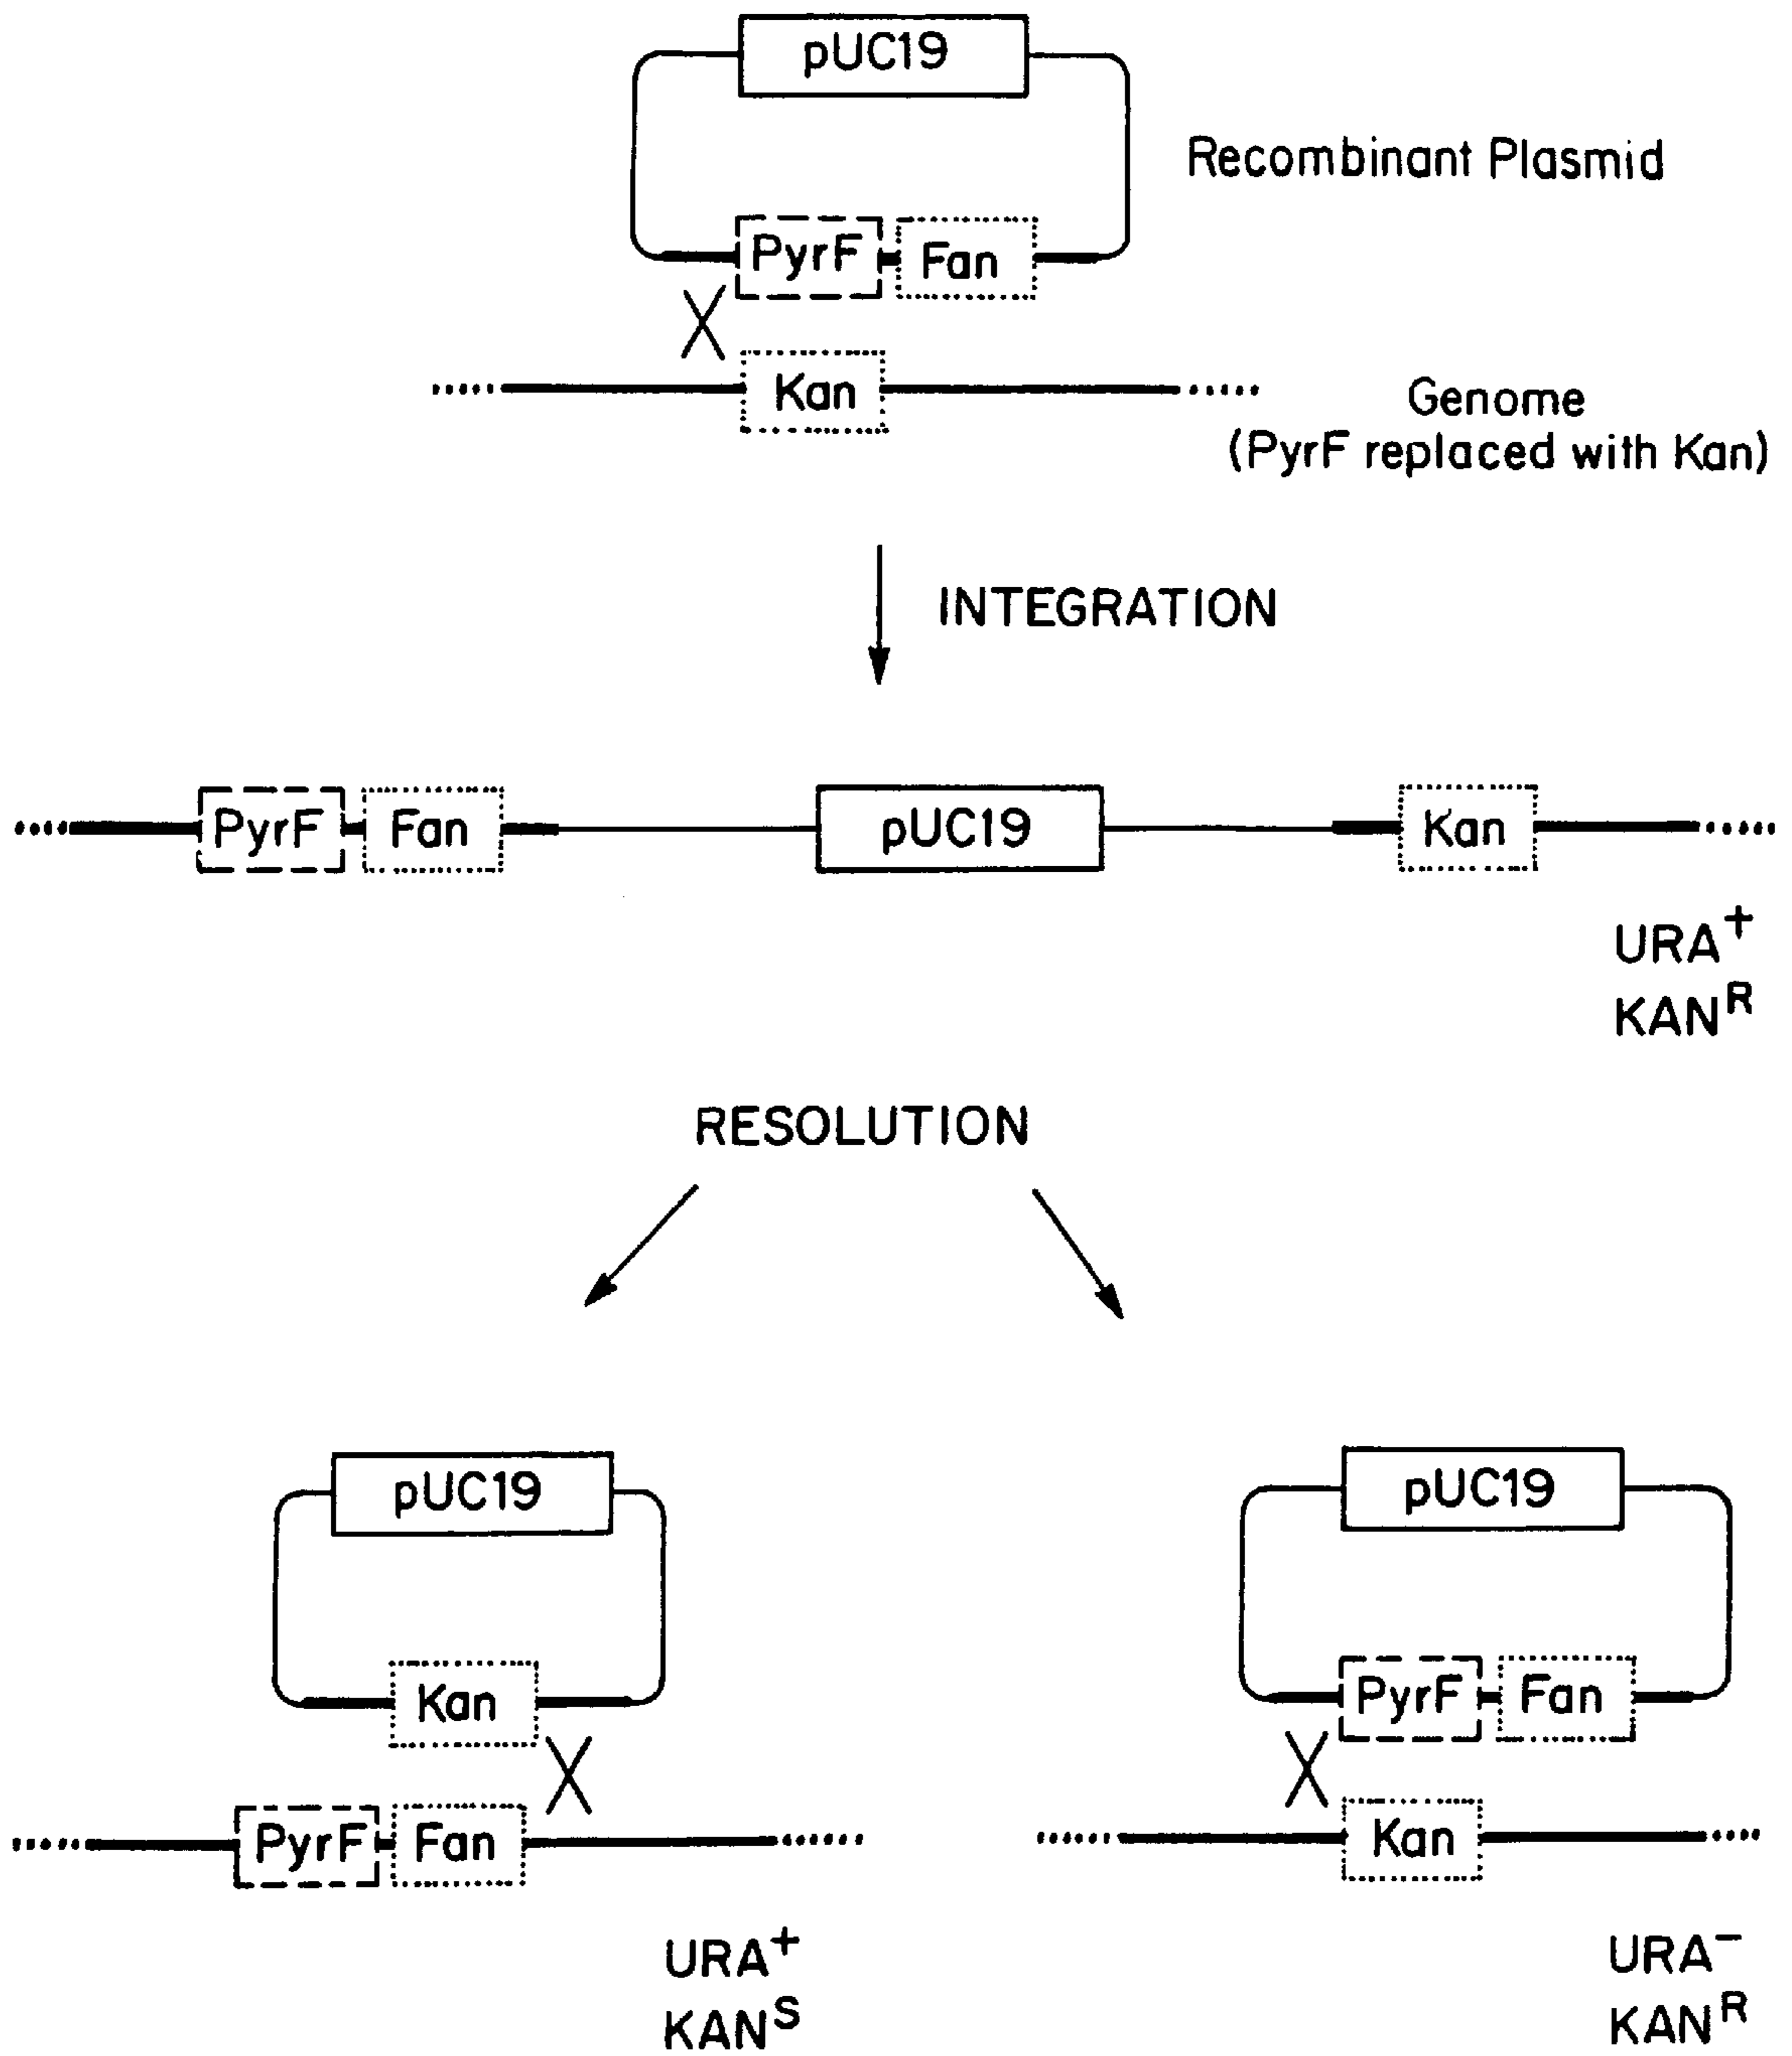 pUC19
Recombinant Plasmid
PyrF Fan
Kan
Genome
(PyrF replaced with Kan)
INTEGRATION
PyrF Fan pUC19 Kan
URA+
KANR
RESOLUTION
pUC19
Kan
PyrF Fan
URA+
KANS
pUC19
PyrF Fan
Kan
URA−
KANR